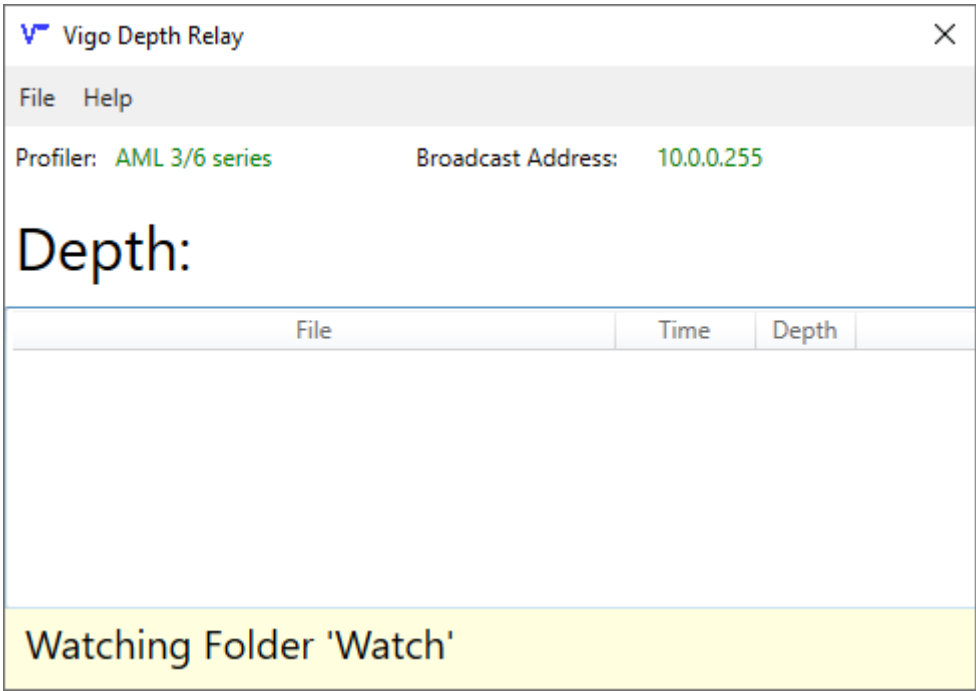 Vigo Depth Relay
File Help
Profiler: AML 3/6 series Broadcast Address: 10.0.0.255
Depth:
File Time Depth
Watching Folder 'Watch'